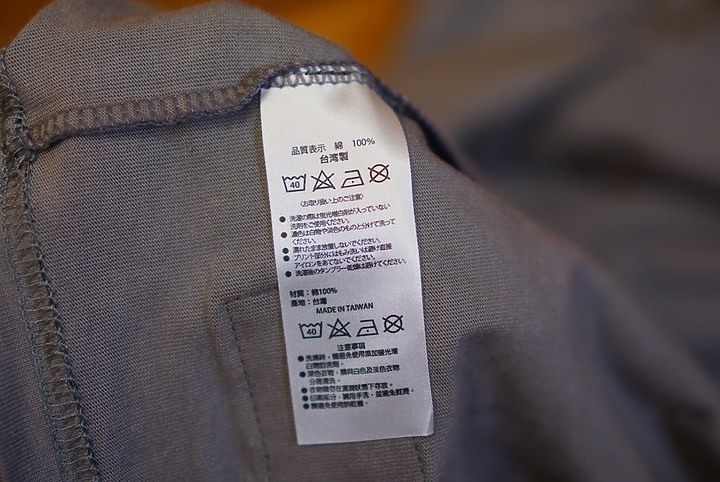 品質表示 綿 100%
台湾製
40
〈お取り扱い上のご注意〉
● 洗濯の際は蛍光増白剤が入っていない
洗剤をご使用ください。
● 濃色は白物や淡色のものと分けて洗って
ください。
● 濡れたまま放置しないでください。
● プリント部分にはもみ洗いは避け直接
アイロンをあてないでください。
● 洗濯後のタンブラー乾燥は避けてください。
材質：綿100%
產地：台灣
MADE IN TAIWAN
40
注意事項
● 洗滌時，請避免使用添加螢光增
白劑的洗劑。
● 深色衣物，請與白色及淡色衣物
分開清洗。
● 衣物請勿在濕潤狀態下存放。
● 印刷部分，請用手洗，並避免熨燙。
● 請避免使用烘乾機。